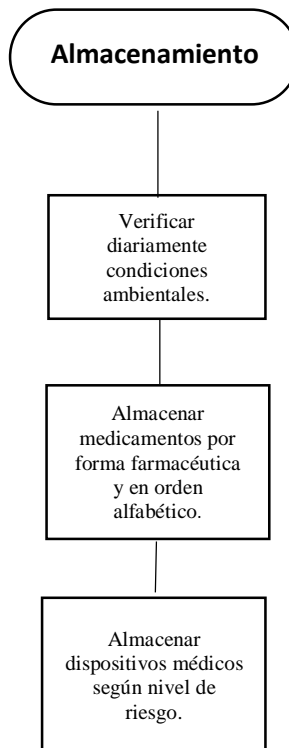 Almacenamiento
Verificar
diariamente
condiciones
ambientales.
Almacenar
medicamentos por
forma farmacéutica
y en orden
alfabético.
Almacenar
dispositivos médicos
según nivel de
riesgo.